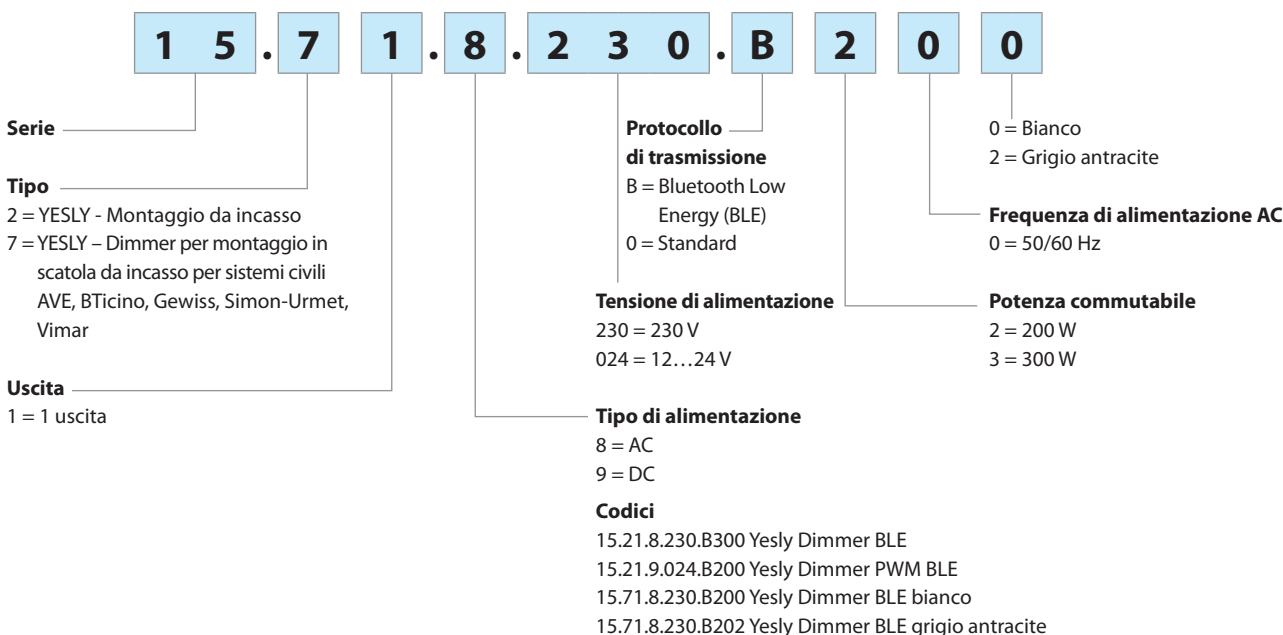 1 5 . 7 1 . 8 . 2 3 0 . B 2 0 0
Serie
Tipo
2 = YESLY - Montaggio da incasso
7 = YESLY – Dimmer per montaggio in
scatola da incasso per sistemi civili
AVE, BTicino, Gewiss, Simon-Urmet,
Vimar
Uscita
1 = 1 uscita
Protocollo
di trasmissione
B = Bluetooth Low
Energy (BLE)
0 = Standard
Tensione di alimentazione
230 = 230 V
024 = 12…24 V
Tipo di alimentazione
8 = AC
9 = DC
Codici
15.21.8.230.B300 Yesly Dimmer BLE
15.21.9.024.B200 Yesly Dimmer PWM BLE
15.71.8.230.B200 Yesly Dimmer BLE bianco
15.71.8.230.B202 Yesly Dimmer BLE grigio antracite
0 = Bianco
2 = Grigio antracite
Frequenza di alimentazione AC
0 = 50/60 Hz
Potenza commutabile
2 = 200 W
3 = 300 W